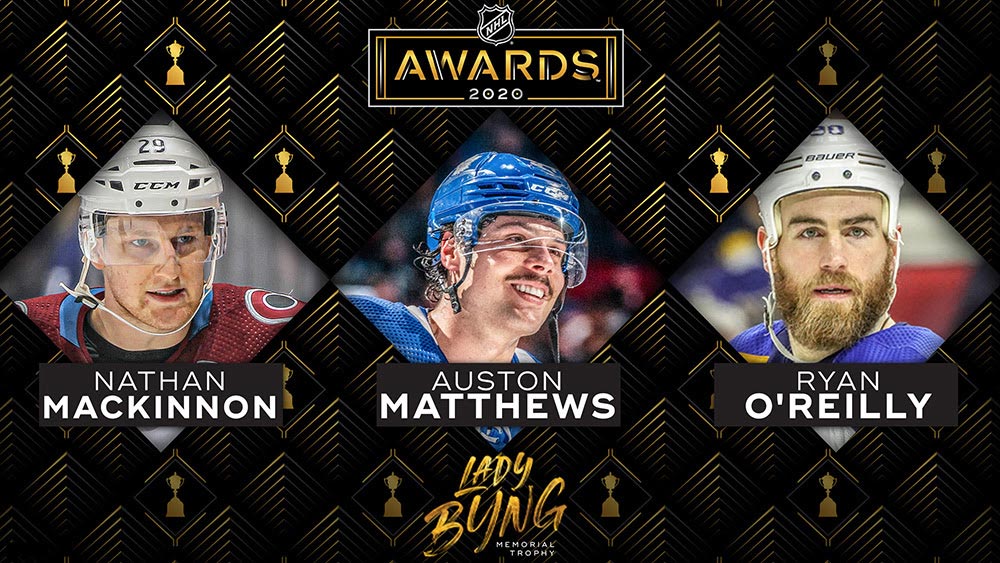 NHL
AWARDS
2020
29
CCM
CCM
BAUER
NATHAN
MACKINNON
AUSTON
MATTHEWS
RYAN
O'REILLY
LADY
BYNG
MEMORIAL
TROPHY